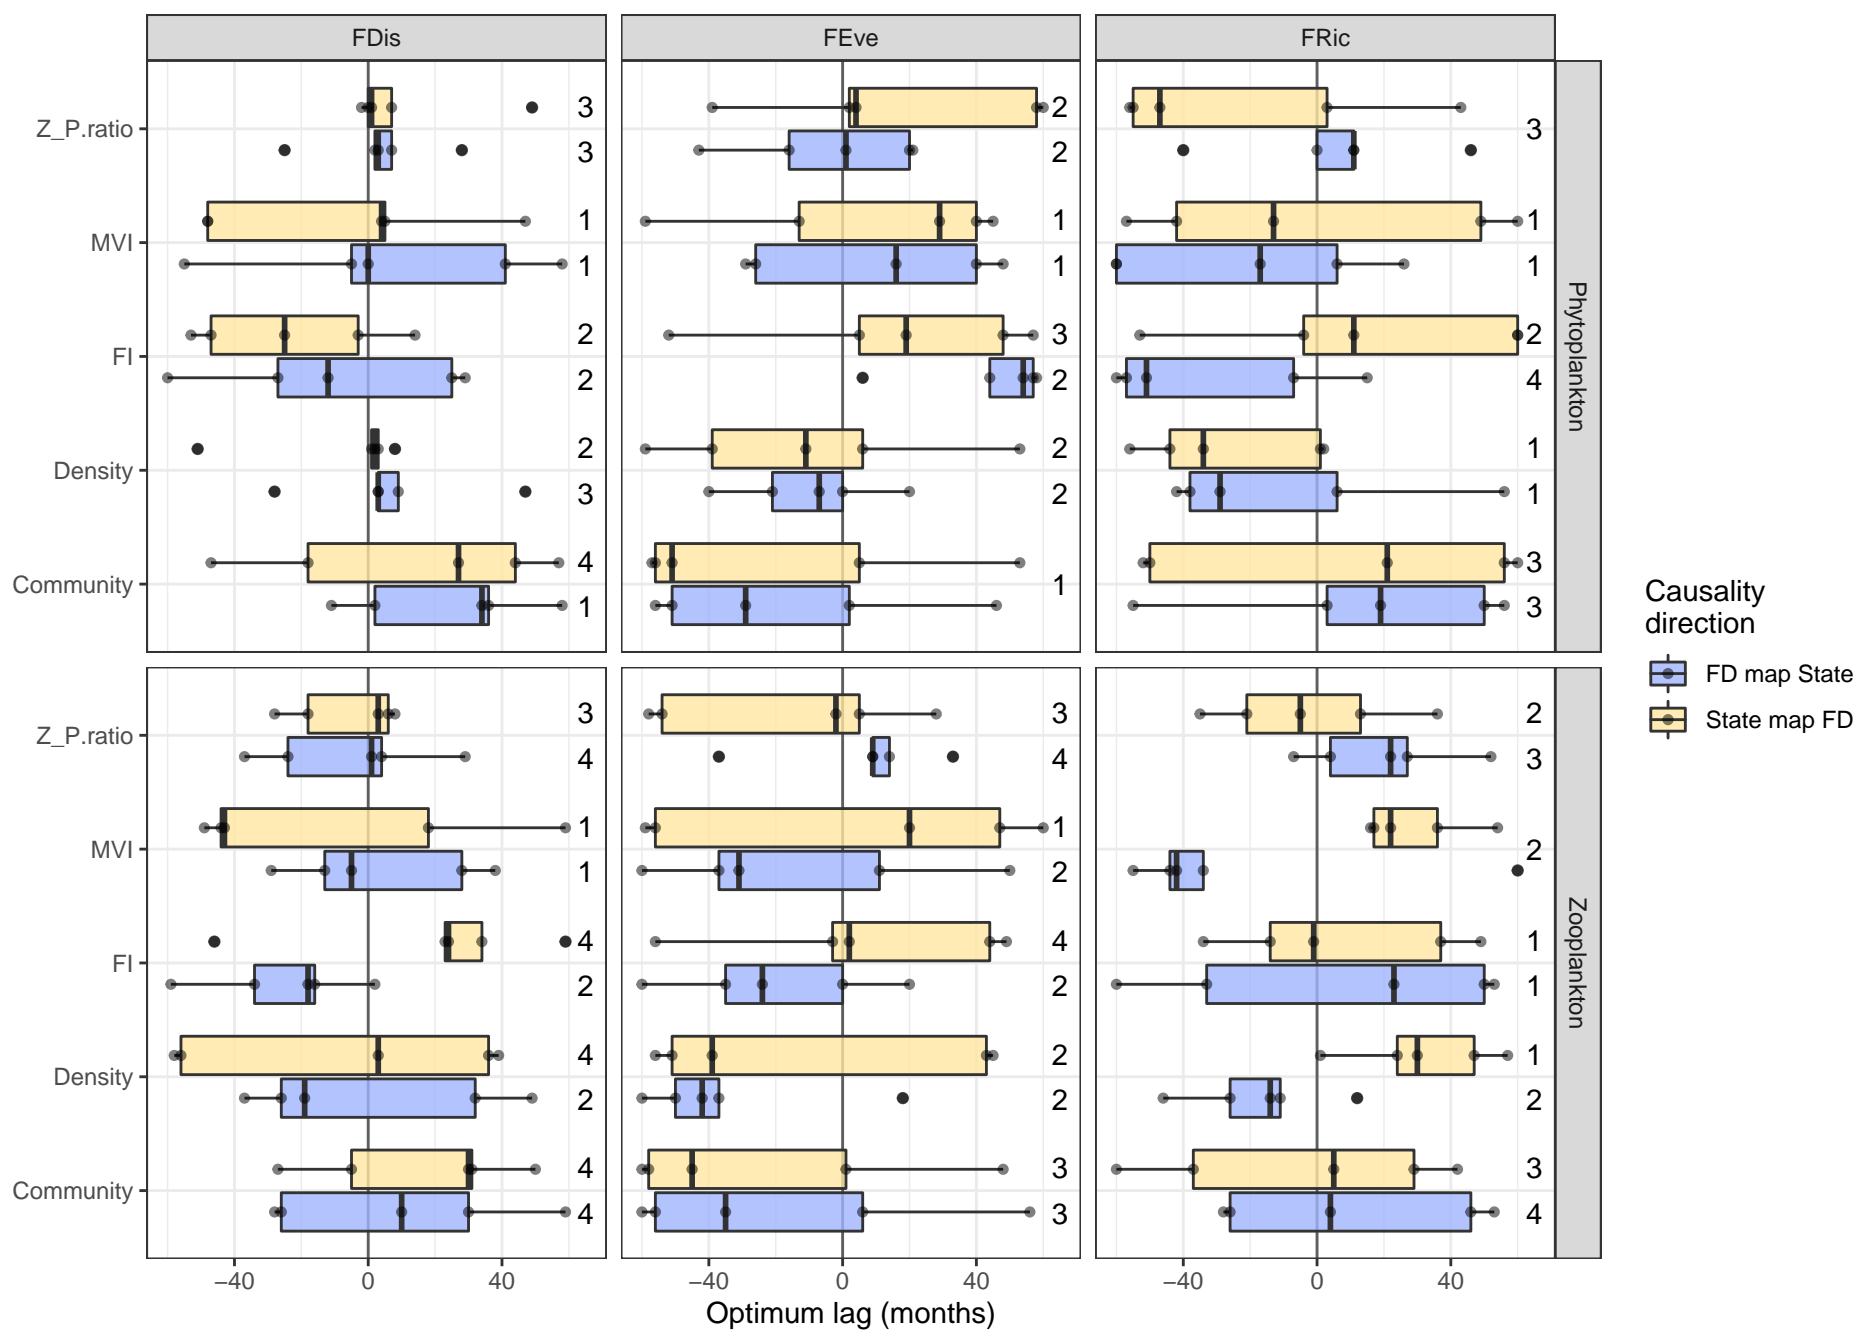 FDis FEve FRic
Z_P.ratio 3 2 3
3 2
MVI 1 1 1
1 1 1
FI 2 3 2
2 2 4
Density 2 2 1
3 2 1
Community 4 1 3
1 3
Phytoplankton
Z_P.ratio 3 3 2
4 4 3
MVI 1 1 2
1 2
FI 4 4 1
2 2 1
Density 4 2 1
2 2 2
Community 4 3 3
4 3 4
Zooplankton
−40 0 40 −40 0 40 −40 0 40
Optimum lag (months)
Causality
direction
FD map State
State map FD